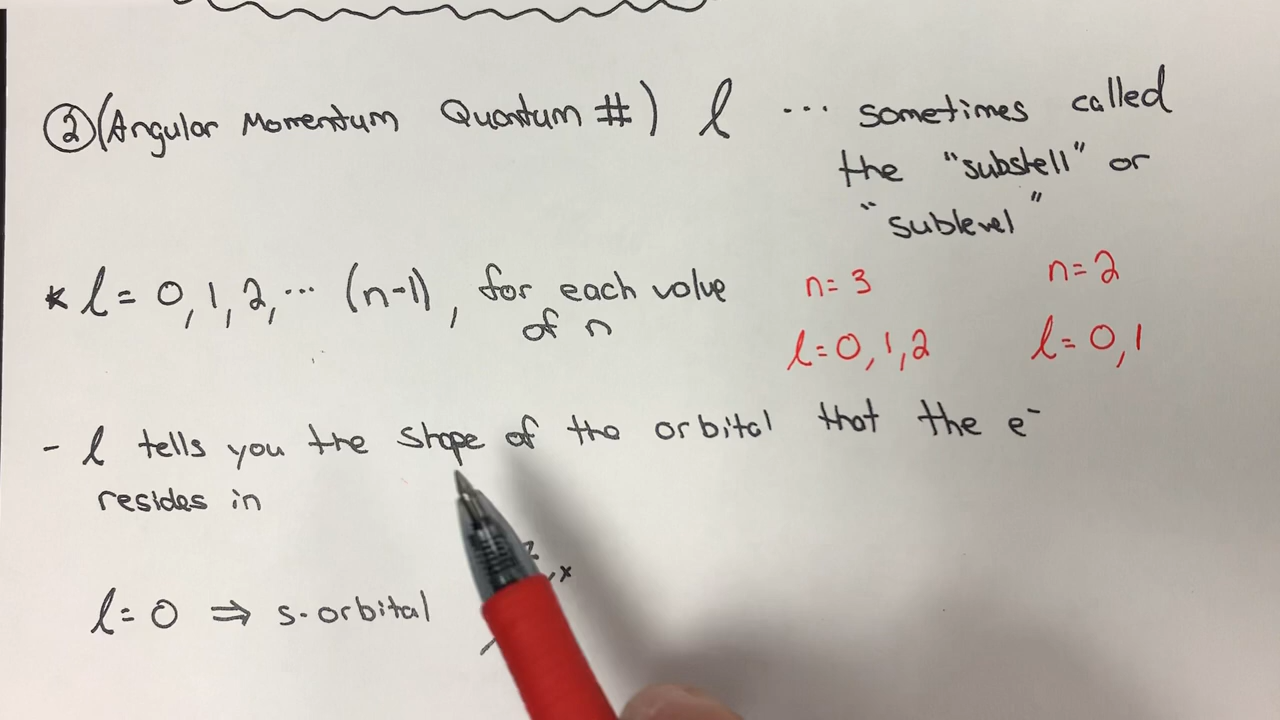 ② (Angular Momentum Quantum #) l ... sometimes called
the "subshell" or
"sublevel"
* l = 0, 1, 2, ... (n-1), for each value
of n
n = 3
l = 0, 1, 2
n = 2
l = 0, 1
- l tells you the shape of the orbital that the e⁻
resides in
l = 0 ⇒ s-orbital
z
x